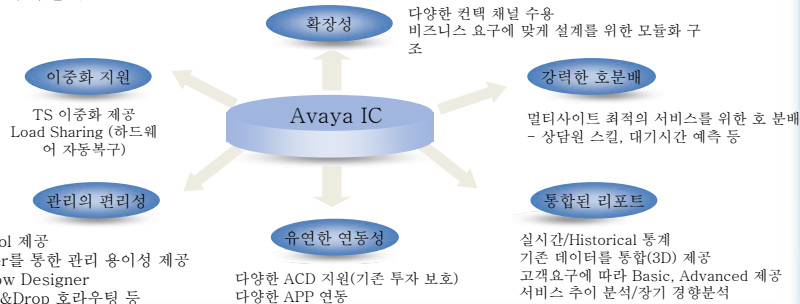 확장성
다양한 컨택 채널 수용
비즈니스 요구에 맞게 설계를 위한 모듈화 구
조
이중화 지원
TS 이중화 제공
Load Sharing (하드웨
어 자동복구)
Avaya IC
강력한 호분배
멀티사이트 최적의 서비스를 위한 호 분배
- 상담원 스킬, 대기시간 예측 등
관리의 편리성
제공
를 통한 관리 용이성 제공
Designer
&Drop 호라우팅 등
유연한 연동성
다양한 ACD 지원(기존 투자 보호)
다양한 APP 연동
통합된 리포트
실시간/Historical 통계
기존 데이터를 통합(3D) 제공
고객요구에 따라 Basic, Advanced 제공
서비스 추이 분석/장기 경향분석